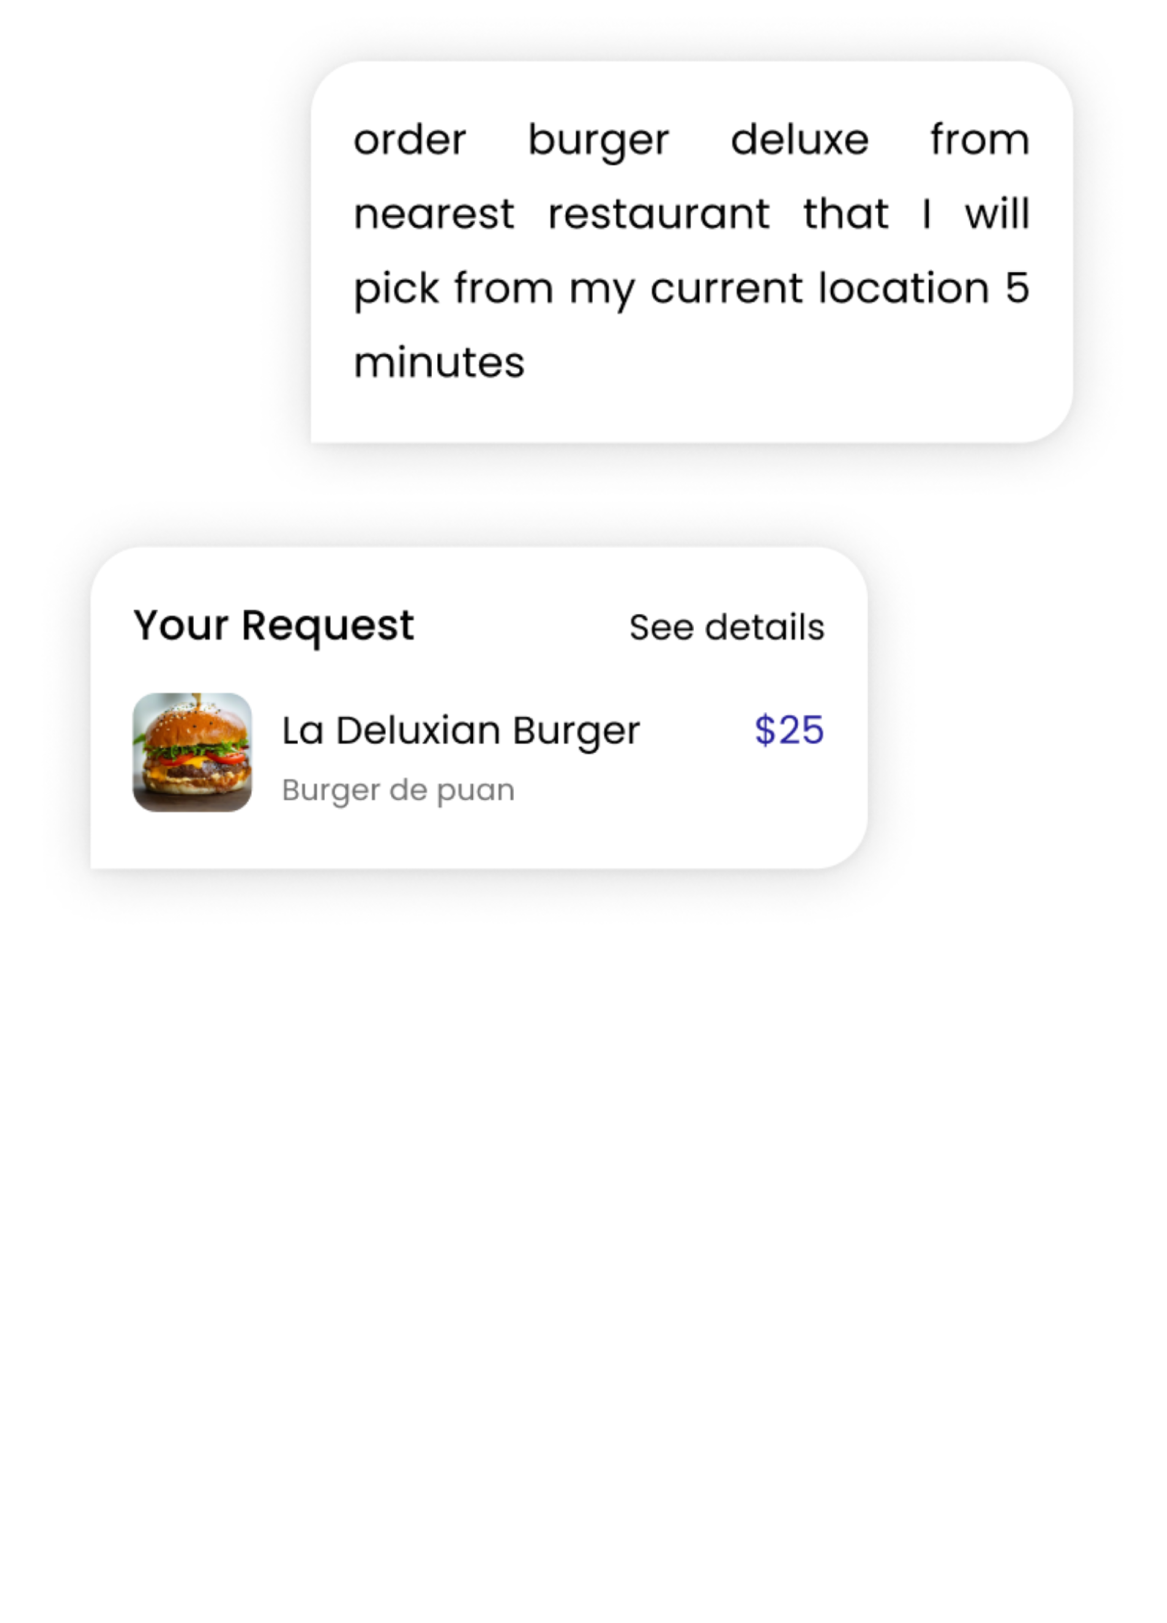 order burger deluxe from
nearest restaurant that I will
pick from my current location 5
minutes
Your Request
See details
La Deluxian Burger
$25
Burger de puan